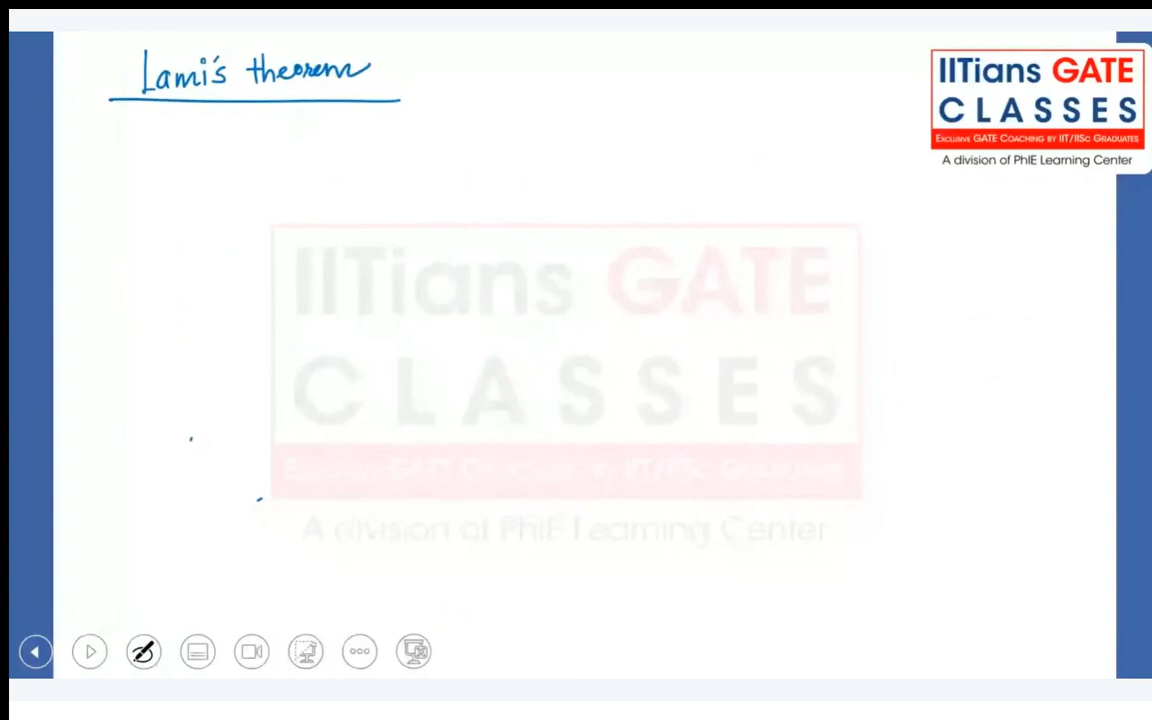 Lami's theorem
IITians GATE
CLASSES
EXCLUSIVE GATE COACHING BY IIT/IISc GRADUATES
A division of PhIE Learning Center
IITians GATE
CLASSES
EXCLUSIVE GATE COACHING BY IIT/IISc GRADUATES
A division of PhIE Learning Center